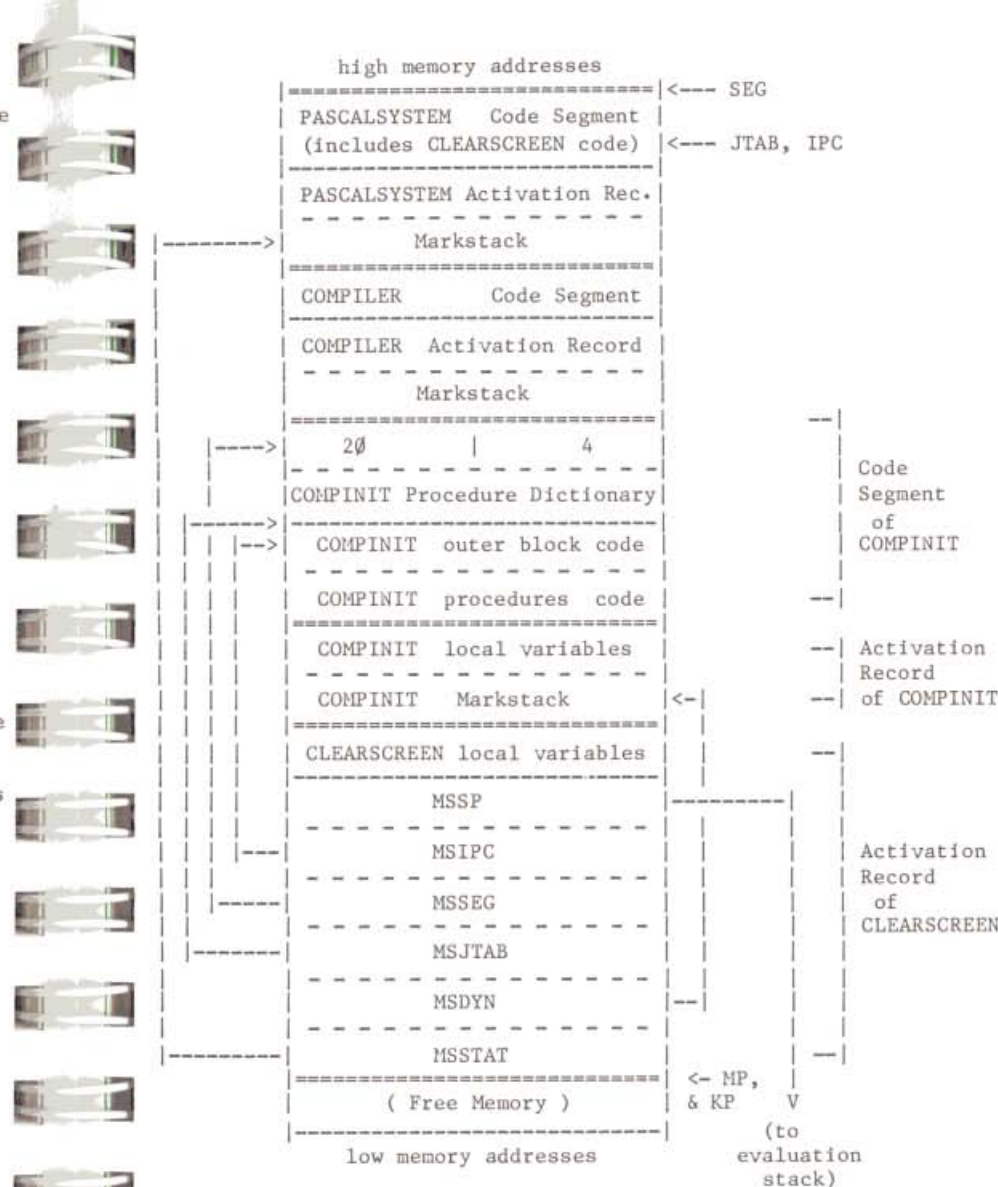 high memory addresses
<--- SEG
PASCALSYSTEM Code Segment
(includes CLEARSCREEN code) <--- JTAB, IPC
PASCALSYSTEM Activation Rec.
Markstack
COMPILER Code Segment
COMPILER Activation Record
Markstack
2Ø | 4
COMPINIT Procedure Dictionary
COMPINIT outer block code
COMPINIT procedures code
Code
Segment
of
COMPINIT
COMPINIT local variables
COMPINIT Markstack
Activation
Record
of COMPINIT
CLEARSCREEN local variables
MSSP
MSIPC
MSSEG
MSJTAB
MSDYN
MSSTAT
Activation
Record
of
CLEARSCREEN
<- MP,
& KP V
( Free Memory )
(to
evaluation
stack)
low memory addresses
e
e
s